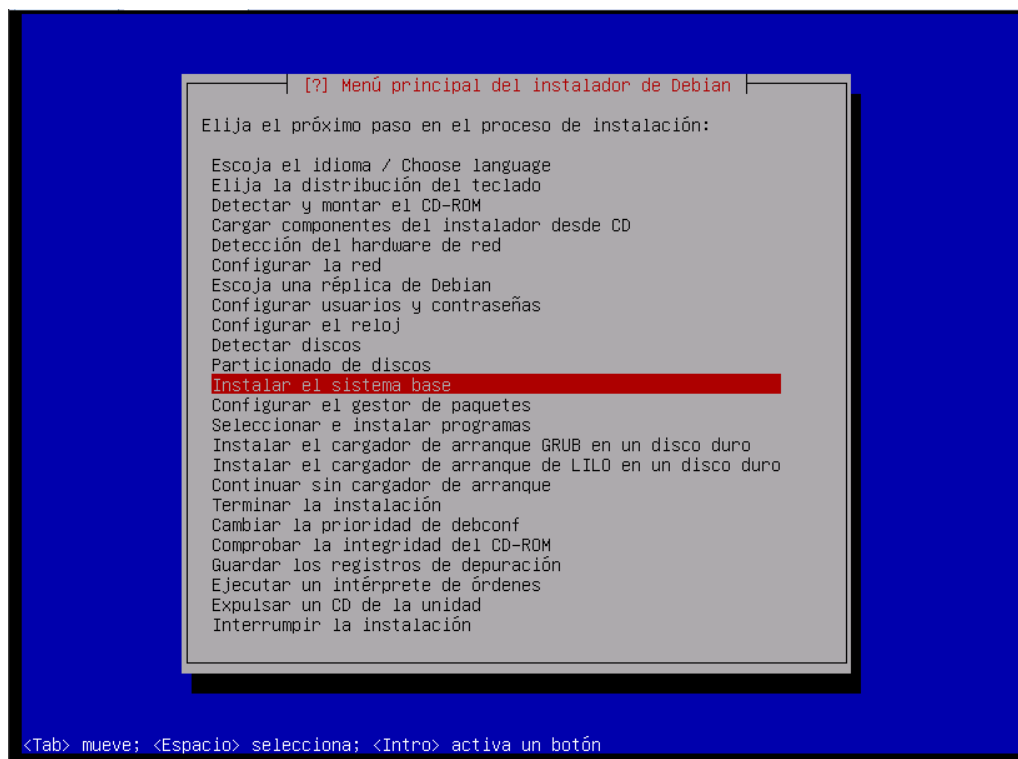 [?] Menú principal del instalador de Debian
Elija el próximo paso en el proceso de instalación:
Escoja el idioma / Choose language
Elija la distribución del teclado
Detectar y montar el CD-ROM
Cargar componentes del instalador desde CD
Detección del hardware de red
Configurar la red
Escoja una réplica de Debian
Configurar usuarios y contraseñas
Configurar el reloj
Detectar discos
Particionado de discos
Instalar el sistema base
Configurar el gestor de paquetes
Seleccionar e instalar programas
Instalar el cargador de arranque GRUB en un disco duro
Instalar el cargador de arranque de LILO en un disco duro
Continuar sin cargador de arranque
Terminar la instalación
Cambiar la prioridad de debconf
Comprobar la integridad del CD-ROM
Guardar los registros de depuración
Ejecutar un intérprete de órdenes
Expulsar un CD de la unidad
Interrumpir la instalación
<Tab> mueve; <Espacio> selecciona; <Intro> activa un botón